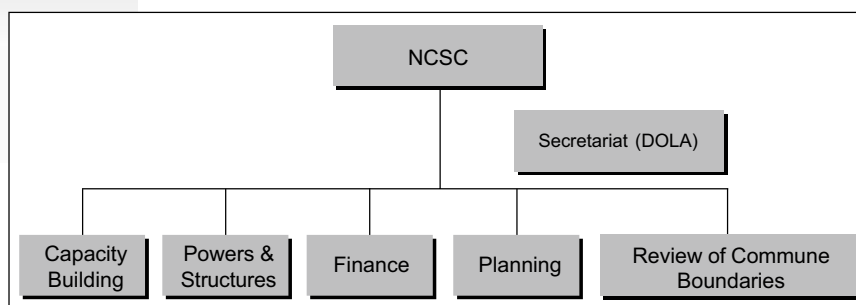 NCSC
Secretariat (DOLA)
Capacity
Building
Powers &
Structures
Finance
Planning
Review of Commune
Boundaries